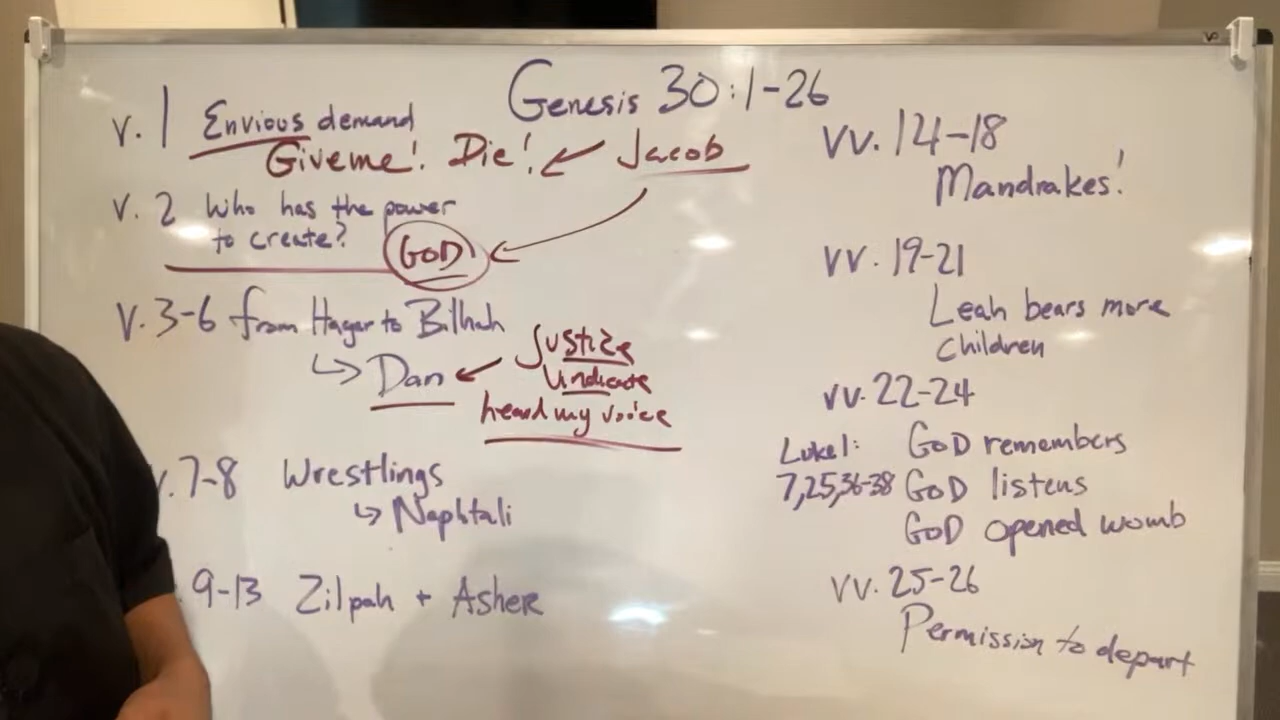 Genesis 30:1-26
v. 1 Envious demand
Give me! Die! Jacob
v. 2 Who has the power
to create? GOD
v. 3-6 from Hagar to Bilhah
Dan
Justice
Vindicate
heard my voice
v. 7-8 Wrestlings
Naphtali
9-13 Zilpah + Asher
vv. 14-18
Mandrakes!
vv. 19-21
Leah bears more
children
vv. 22-24
Luke 1: GOD remembers
7,25,36-38 GOD listens
GOD opened womb
vv. 25-26
Permission to depart